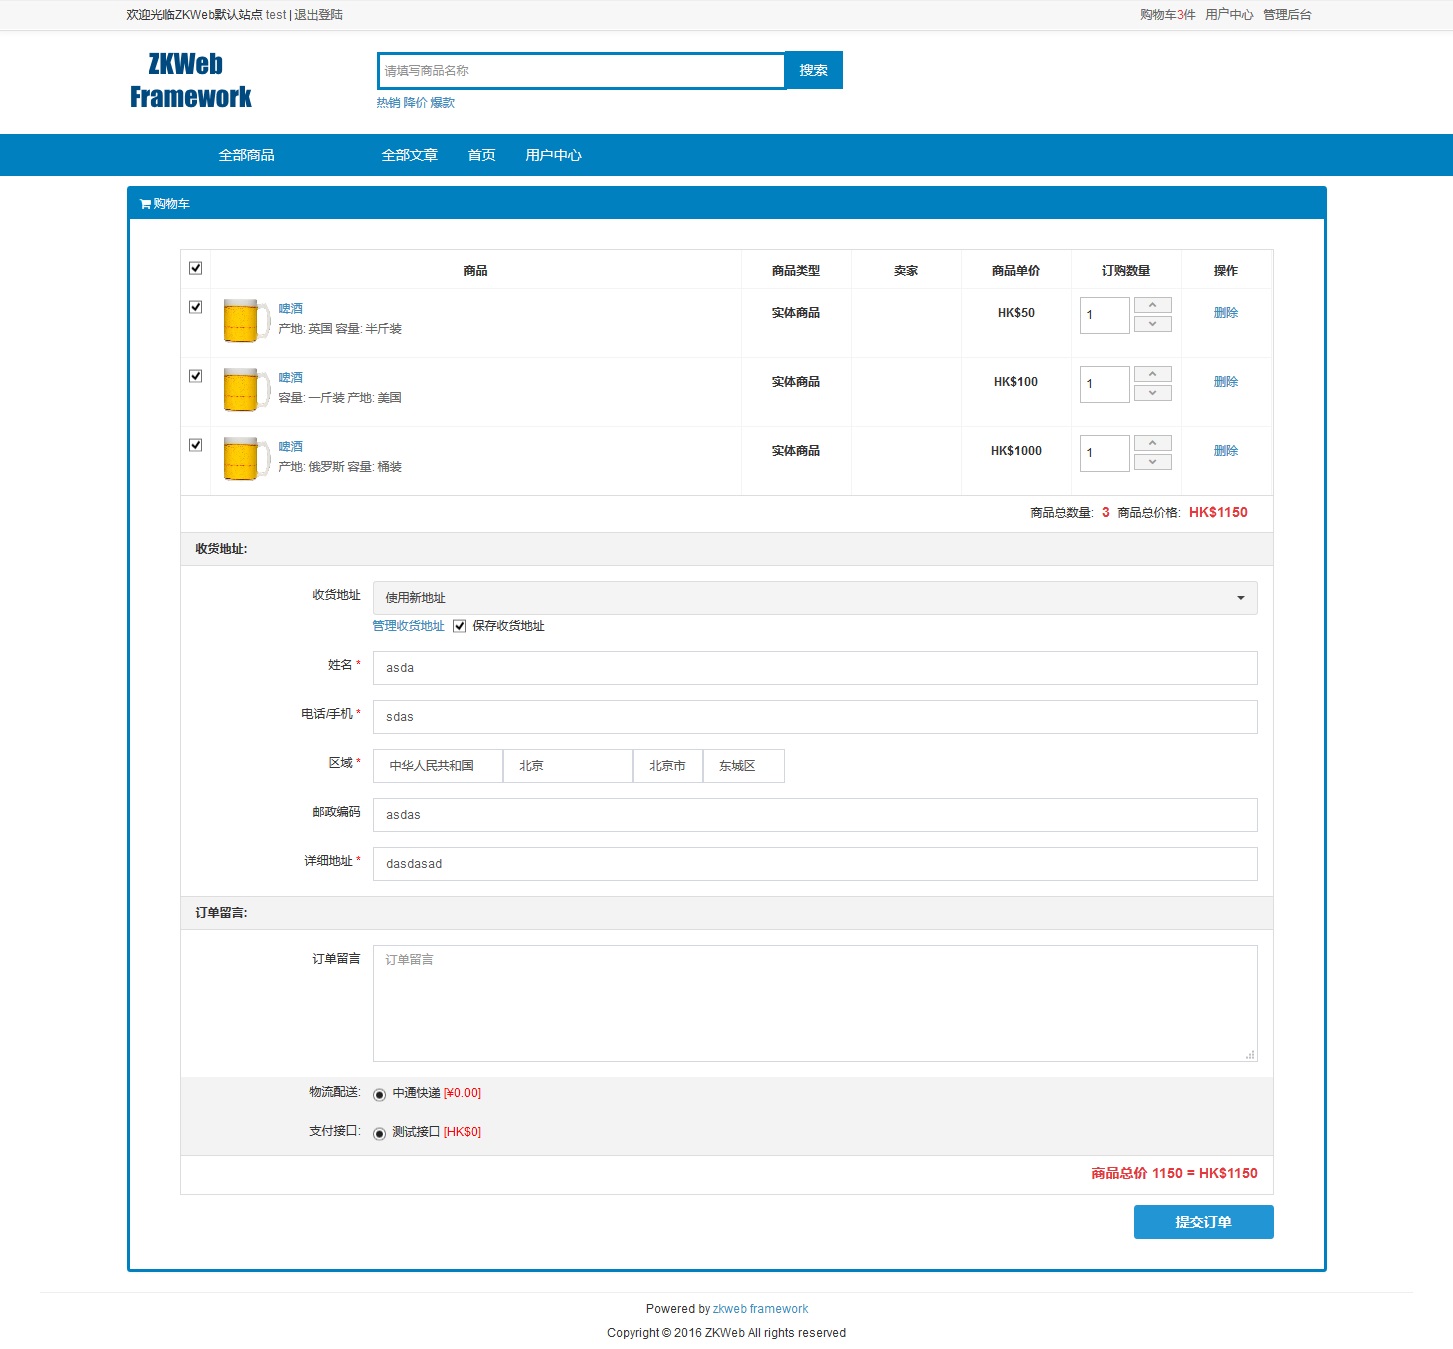 欢迎光临ZKWeb默认站点 test | 退出登陆 购物车3件 用户中心 管理后台
ZKWeb
Framework
请填写商品名称 搜索
热销 降价 爆款
全部商品 全部文章 首页 用户中心
购物车
商品 商品类型 卖家 商品单价 订购数量 操作
啤酒
产地: 英国 容量: 半斤装 实体商品 HK$50 1 删除
啤酒
容量: 一斤装 产地: 美国 实体商品 HK$100 1 删除
啤酒
产地: 俄罗斯 容量: 桶装 实体商品 HK$1000 1 删除
商品总数量: 3 商品总价格: HK$1150
收货地址:
收货地址 使用新地址
管理收货地址 保存收货地址
姓名 * asda
电话/手机 * sdas
区域 * 中华人民共和国 北京 北京市 东城区
邮政编码 asdas
详细地址 * dasdasad
订单留言:
订单留言 订单留言
物流配送: 中通快递 [¥0.00]
支付接口: 测试接口 [HK$0]
商品总价 1150 = HK$1150
提交订单
Powered by zkweb framework
Copyright © 2016 ZKWeb All rights reserved